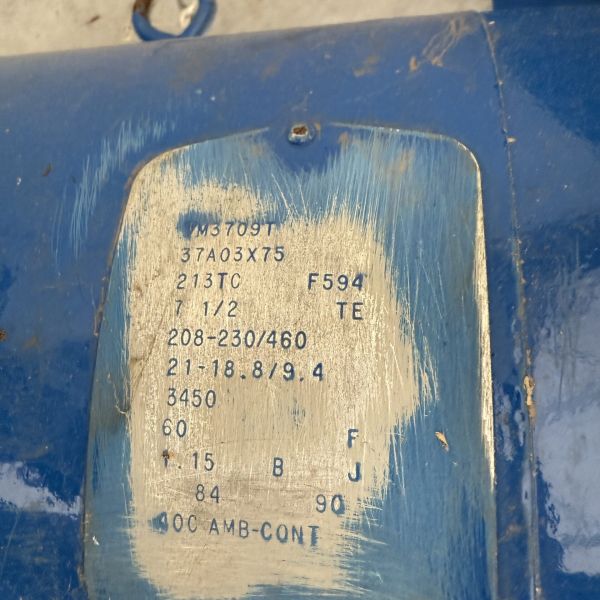 VM3709T
37A03X75
213TC F594
7 1/2 TE
208-230/460
21-18.8/9.4
3450
60 F
1.15 B J
84 90
40C AMB-CONT